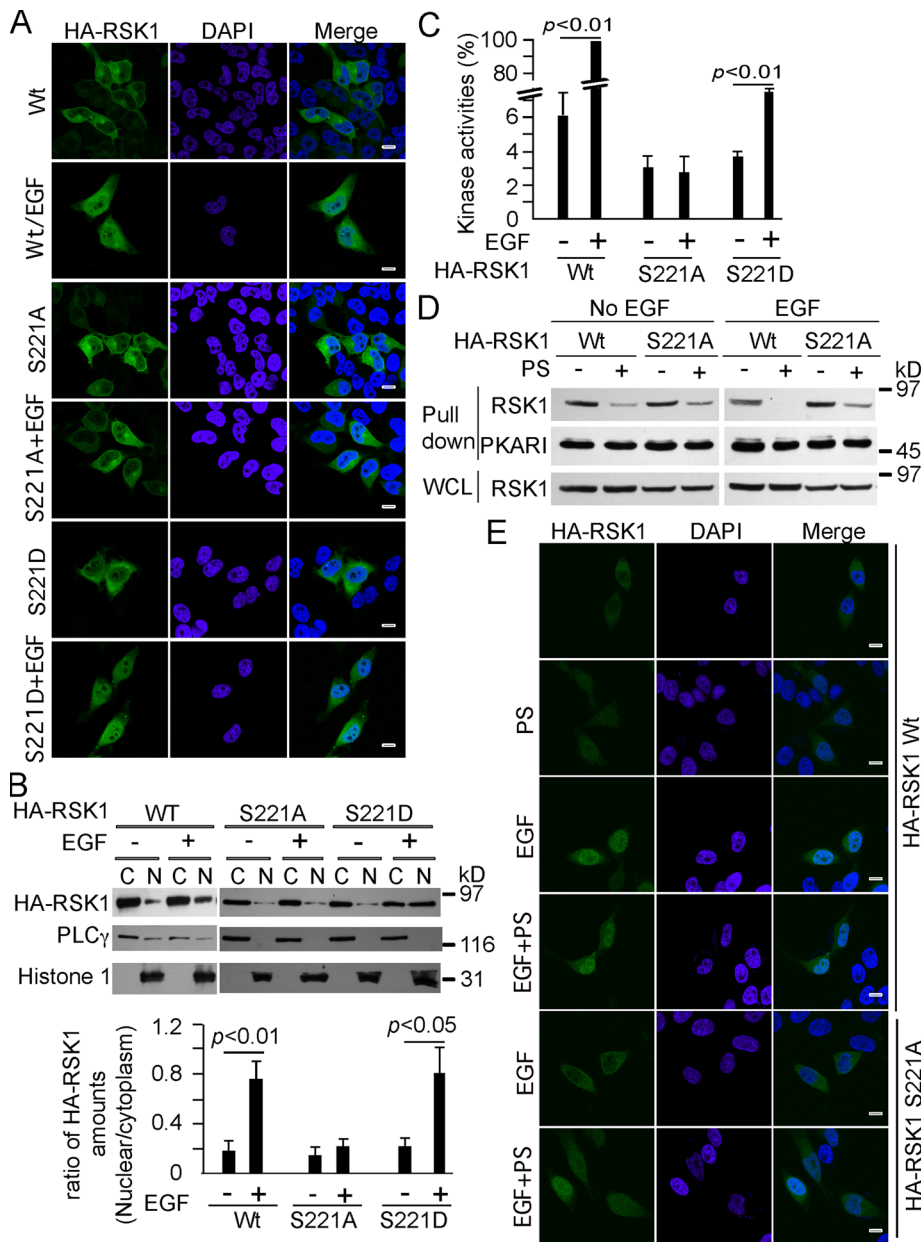 A
HA-RSK1 DAPI Merge
Wt
Wt/EGF
S221A
S221A+EGF
S221D
S221D+EGF
B
HA-RSK1 WT S221A S221D
EGF - + - + - +
C N C N C N C N C N C N kD
HA-RSK1 97
PLCγ 116
Histone 1 31
ratio of HA-RSK1 amounts (Nuclear/cytoplasm)
1.2
0.8
0.4
0
p<0.01 p<0.05
EGF - + - + - +
Wt S221A S221D
C
Kinase activities (%)
100
80
6
4
2
0
p<0.01 p<0.01
EGF - + - + - +
HA-RSK1 Wt S221A S221D
D
No EGF EGF
HA-RSK1 Wt S221A Wt S221A
PS - + - + - + - + kD
Pull down
RSK1 97
PKARI 45
WCL RSK1 97
E
HA-RSK1 DAPI Merge
PS
EGF
EGF+PS
HA-RSK1 Wt
EGF
EGF+PS
HA-RSK1 S221A